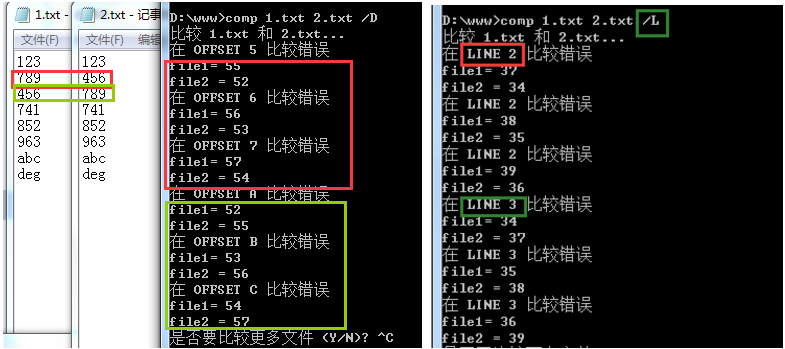 1.txt - 
文件(F)
123
789
456
741
852
963
abc
deg
2.txt - 记事
文件(F) 编辑
123
456
789
741
852
963
abc
deg
D:\www>comp 1.txt 2.txt /D
比较 1.txt 和 2.txt...
在 OFFSET 5 比较错误
file1= 55
file2 = 52
在 OFFSET 6 比较错误
file1= 56
file2 = 53
在 OFFSET 7 比较错误
file1= 57
file2 = 54
在 OFFSET A 比较错误
file1= 52
file2 = 55
在 OFFSET B 比较错误
file1= 53
file2 = 56
在 OFFSET C 比较错误
file1= 54
file2 = 57
是否要比较更多文件 (Y/N)? ^C
D:\www>comp 1.txt 2.txt /L
比较 1.txt 和 2.txt...
在 LINE 2 比较错误
file1= 37
file2 = 34
在 LINE 2 比较错误
file1= 38
file2 = 35
在 LINE 2 比较错误
file1= 39
file2 = 36
在 LINE 3 比较错误
file1= 34
file2 = 37
在 LINE 3 比较错误
file1= 35
file2 = 38
在 LINE 3 比较错误
file1= 36
file2 = 39